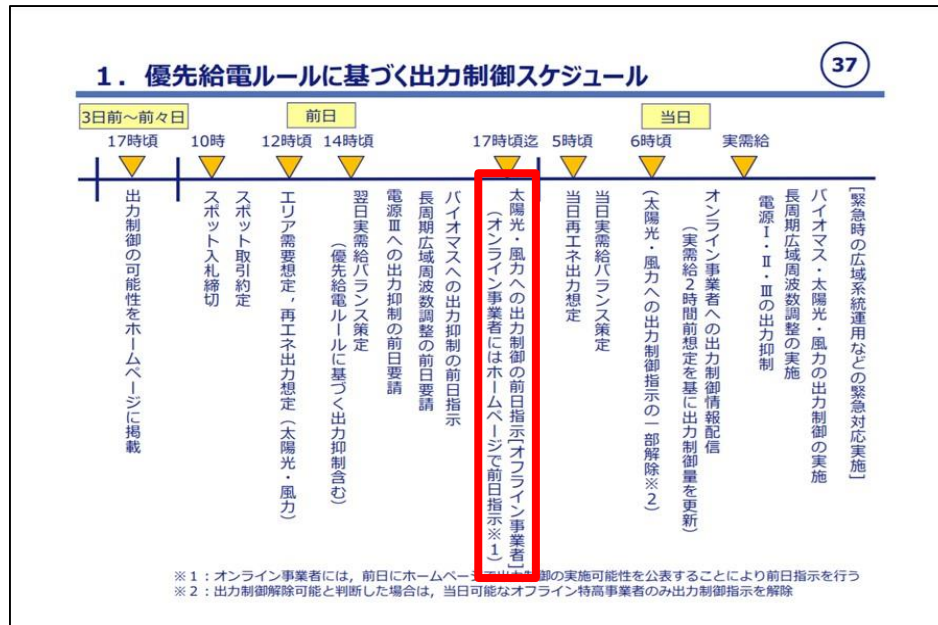 1．優先給電ルールに基づく出力制御スケジュール
37
3日前～前々日
前日
当日
17時頃
10時
12時頃
14時頃
17時頃迄
5時頃
6時頃
実需給
出力制御の可能性をホームページに掲載
スポット入札締切
スポット取引約定
エリア需要想定，再エネ出力想定（太陽光・風力）
翌日実需給バランス策定
（優先給電ルールに基づく出力抑制含む）
電源Ⅲへの出力抑制の前日要請
長周期広域周波数調整の前日要請
バイオマスへの出力抑制の前日指示
太陽光・風力への出力制御の前日指示[オフライン事業者]
（オンライン事業者にはホームページで前日指示※1）
当日再エネ出力想定
当日実需給バランス策定
（太陽光・風力への出力制御指示の一部解除※2）
オンライン事業者への出力制御情報配信
（実需給2時間前想定を基に出力制御量を更新）
電源Ⅰ・Ⅱ・Ⅲの出力抑制
長周期広域周波数調整の実施
バイオマス・太陽光・風力の出力制御の実施
[緊急時の広域系統運用などの緊急対応実施]
※1：オンライン事業者には，前日にホームページで出力制御の実施可能性を公表することにより前日指示を行う
※2：出力制御解除可能と判断した場合は，当日可能なオフライン特高事業者のみ出力制御指示を解除